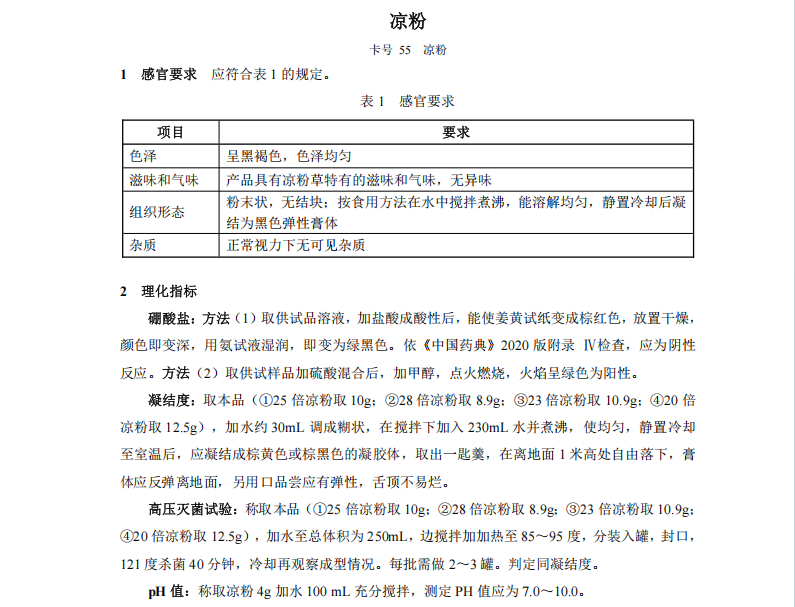 凉粉
卡号 55 凉粉
1 感官要求 应符合表 1 的规定。
表 1 感官要求
项目 要求
色泽 呈黑褐色，色泽均匀
滋味和气味 产品具有凉粉草特有的滋味和气味，无异味
组织形态 粉末状，无结块；按食用方法在水中搅拌煮沸，能溶解均匀，静置冷却后凝
结为黑色弹性膏体
杂质 正常视力下无可见杂质
2 理化指标
硼酸盐：方法（1）取供试品溶液，加盐酸成酸性后，能使姜黄试纸变成棕红色，放置干燥，
颜色即变深，用氨试液湿润，即变为绿黑色。依《中国药典》2020 版附录 Ⅳ检查，应为阴性
反应。方法（2）取供试样品加硫酸混合后，加甲醇，点火燃烧，火焰呈绿色为阳性。
凝结度：取本品（①25 倍凉粉取 10g；②28 倍凉粉取 8.9g；③23 倍凉粉取 10.9g；④20 倍
凉粉取 12.5g），加水约 30mL 调成糊状，在搅拌下加入 230mL 水并煮沸，使均匀，静置冷却
至室温后，应凝结成棕黄色或棕黑色的凝胶体，取出一匙羹，在离地面 1 米高处自由落下，膏
体应反弹离地面，另用口品尝应有弹性，舌顶不易烂。
高压灭菌试验：称取本品（①25 倍凉粉取 10g；②28 倍凉粉取 8.9g；③23 倍凉粉取 10.9g；
④20 倍凉粉取 12.5g），加水至总体积为 250mL，边搅拌加加热至 85～95 度，分装入罐，封口，
121 度杀菌 40 分钟，冷却再观察成型情况。每批需做 2～3 罐。判定同凝结度。
pH 值：称取凉粉 4g 加水 100 mL 充分搅拌，测定 PH 值应为 7.0～10.0。